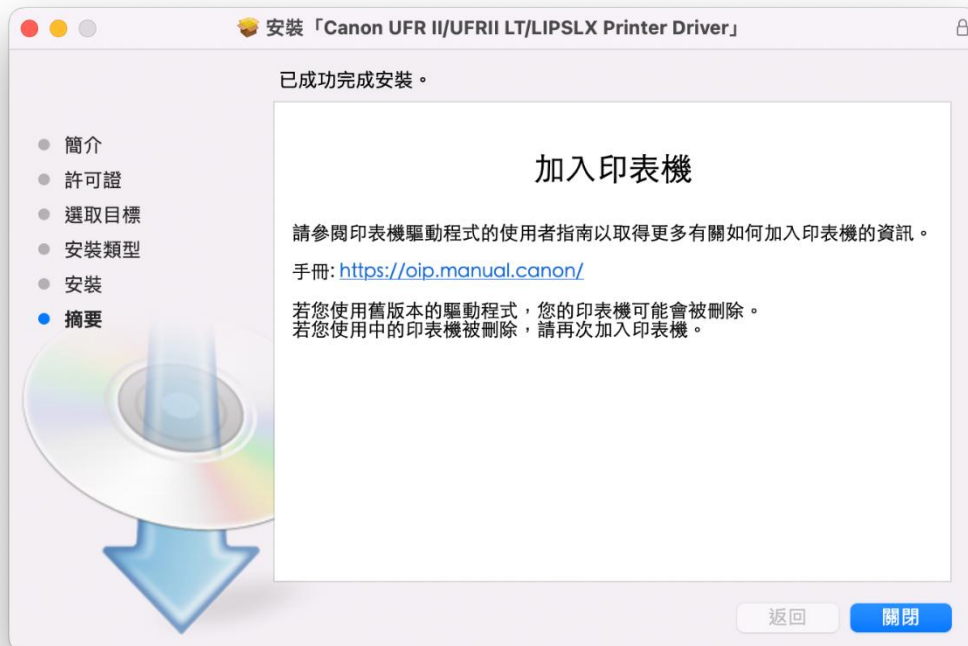 安裝「Canon UFR II/UFRII LT/LIPSLX Printer Driver」
已成功完成安裝。
簡介
許可證
選取目標
安裝類型
安裝
摘要
加入印表機
請參閱印表機驅動程式的使用者指南以取得更多有關如何加入印表機的資訊。
手冊: https://oip.manual.canon/
若您使用舊版本的驅動程式，您的印表機可能會被刪除。
若您使用中的印表機被刪除，請再次加入印表機。
返回
關閉